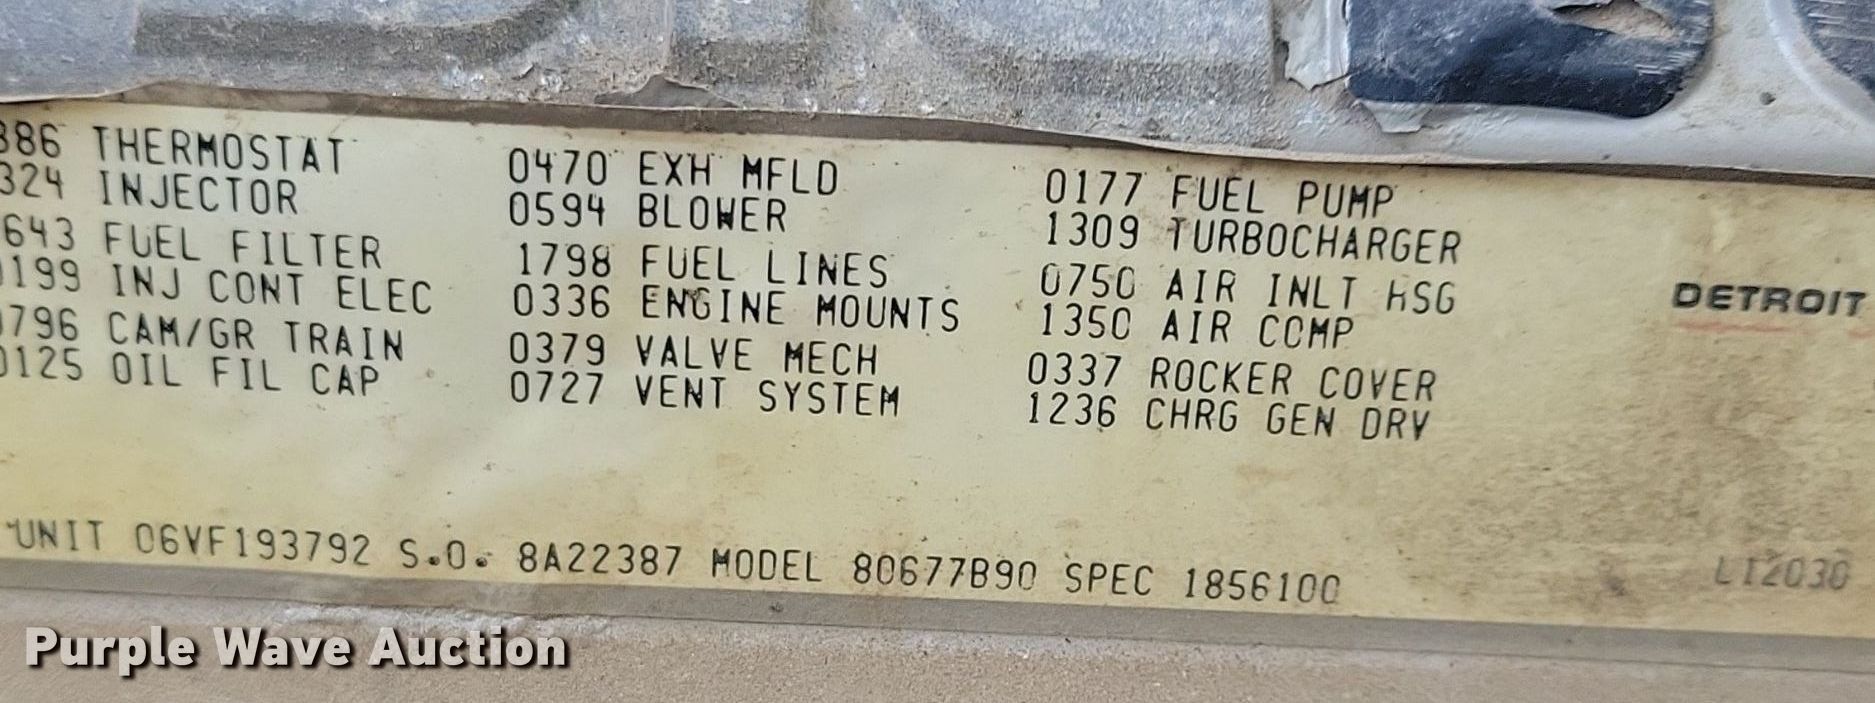 386 THERMOSTAT 0470 EXH MFLD 0177 FUEL PUMP
324 INJECTOR 0594 BLOWER 1309 TURBOCHARGER
643 FUEL FILTER 1798 FUEL LINES 0750 AIR INLT HSG
0199 INJ CONT ELEC 0336 ENGINE MOUNTS 1350 AIR COMP
0796 CAM/GR TRAIN 0379 VALVE MECH 0337 ROCKER COVER
0125 OIL FIL CAP 0727 VENT SYSTEM 1236 CHRG GEN DRV
DETROIT
UNIT 06VF193792 S.O. 8A22387 MODEL 80677B90 SPEC 1856100
LT2030
Purple Wave Auction